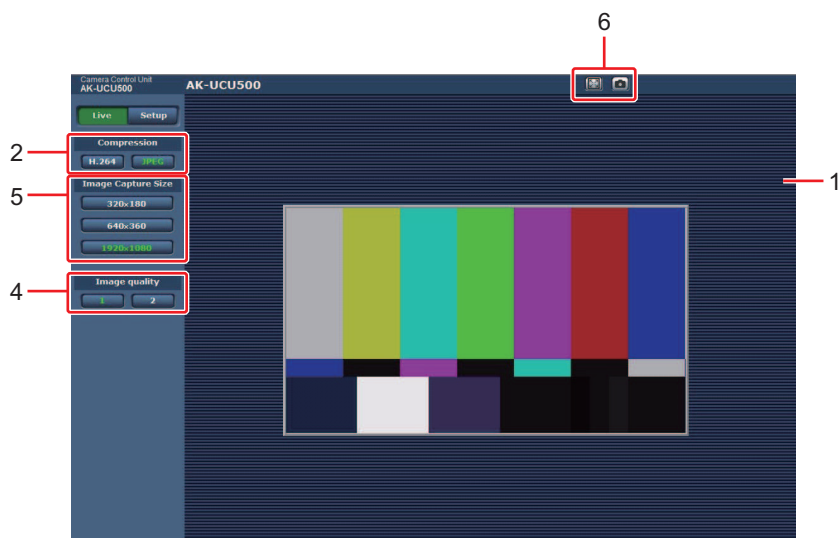 6
Camera Control Unit
AK-UCU500
AK-UCU500
Live Setup
2
Compression
H.264 JPEG
1
5
Image Capture Size
320x180
640x360
1920x1080
4
Image quality
1 2